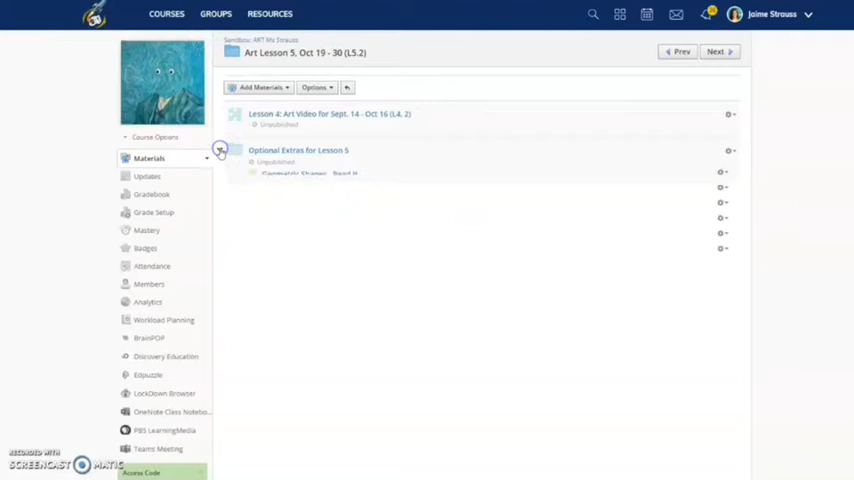 COURSES GROUPS RESOURCES Jaime Strauss
Sandbox: ART Ms Strauss
Art Lesson 5, Oct 19 - 30 (L5.2)
Prev Next
Add Materials Options
Lesson 4: Art Video for Sept. 14 - Oct 16 (L4. 2)
Unpublished
Course Options
Optional Extras for Lesson 5
Unpublished
Materials
Geometric Shapes
Updates
Gradebook
Grade Setup
Mastery
Badges
Attendance
Members
Analytics
Workload Planning
BrainPOP
Discovery Education
Edpuzzle
LockDown Browser
OneNote Class Notebo...
PBS LearningMedia
Teams Meeting
RECORDED WITH
SCREENCAST MATIC
Access Code